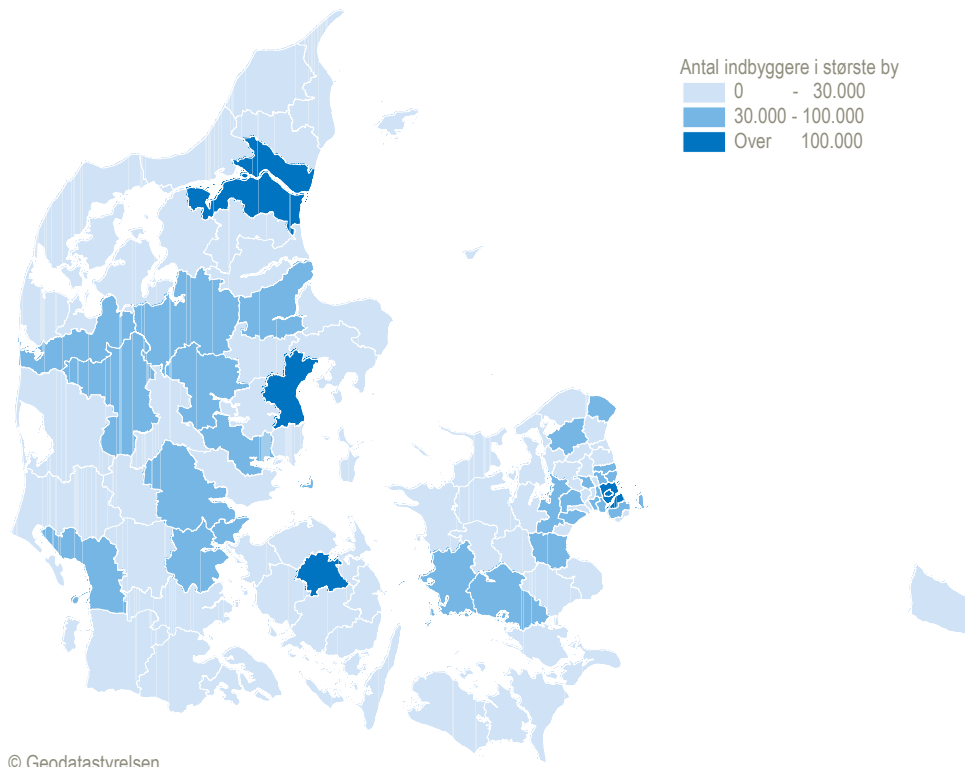 Antal indbyggere i største by
0 - 30.000
30.000 - 100.000
Over 100.000
© Geodatastyrelsen